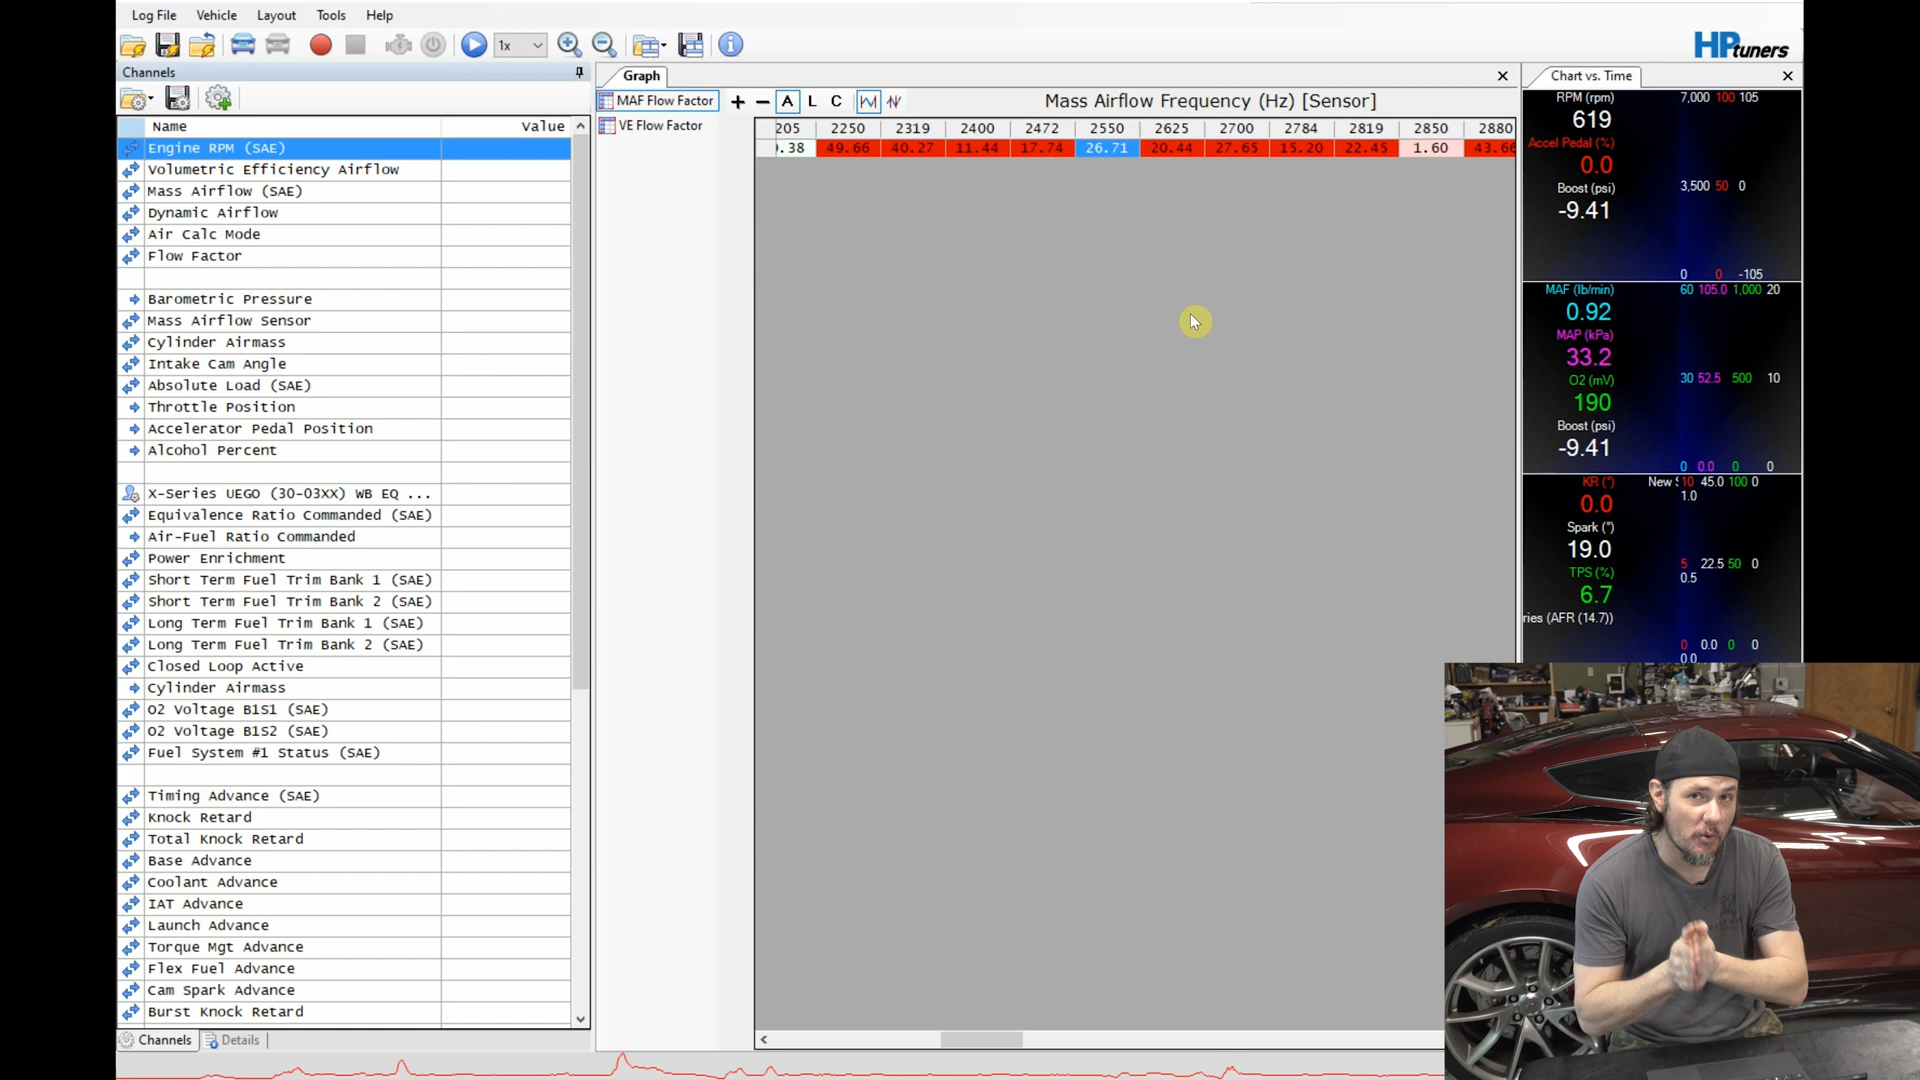 Log File Vehicle Layout Tools Help
1x
HPtuners
Channels
Graph
Chart vs. Time
MAF Flow Factor
A L C
Mass Airflow Frequency (Hz) [Sensor]
VE Flow Factor
205 2250 2319 2400 2472 2550 2625 2700 2784 2819 2850 2880
.38 49.66 40.27 11.44 17.74 26.71 20.44 27.65 15.20 22.45 1.60 43.66
Name Value
Engine RPM (SAE)
Volumetric Efficiency Airflow
Mass Airflow (SAE)
Dynamic Airflow
Air Calc Mode
Flow Factor
Barometric Pressure
Mass Airflow Sensor
Cylinder Airmass
Intake Cam Angle
Absolute Load (SAE)
Throttle Position
Accelerator Pedal Position
Alcohol Percent
X-Series UEGO (30-03XX) WB EQ ...
Equivalence Ratio Commanded (SAE)
Air-Fuel Ratio Commanded
Power Enrichment
Short Term Fuel Trim Bank 1 (SAE)
Short Term Fuel Trim Bank 2 (SAE)
Long Term Fuel Trim Bank 1 (SAE)
Long Term Fuel Trim Bank 2 (SAE)
Closed Loop Active
Cylinder Airmass
O2 Voltage B1S1 (SAE)
O2 Voltage B1S2 (SAE)
Fuel System #1 Status (SAE)
Timing Advance (SAE)
Knock Retard
Total Knock Retard
Base Advance
Coolant Advance
IAT Advance
Launch Advance
Torque Mgt Advance
Flex Fuel Advance
Cam Spark Advance
Burst Knock Retard
Channels Details
RPM (rpm) 7,000 100 105
619
Accel Pedal (%)
0.0
Boost (psi) 3,500 50 0
-9.41
0 0 -105
MAF (lb/min) 60 105.0 1,000 20
0.92
MAP (kPa)
33.2
O2 (mV) 30 52.5 500 10
190
Boost (psi)
-9.41
0 0.0 0 0
KR (°) New 10 45.0 100 0
1.0
0.0
Spark (°)
19.0
TPS (%) 5 22.5 50 0
0.5
6.7
ries (AFR (14.7))
0 0.0 0 0
0.0